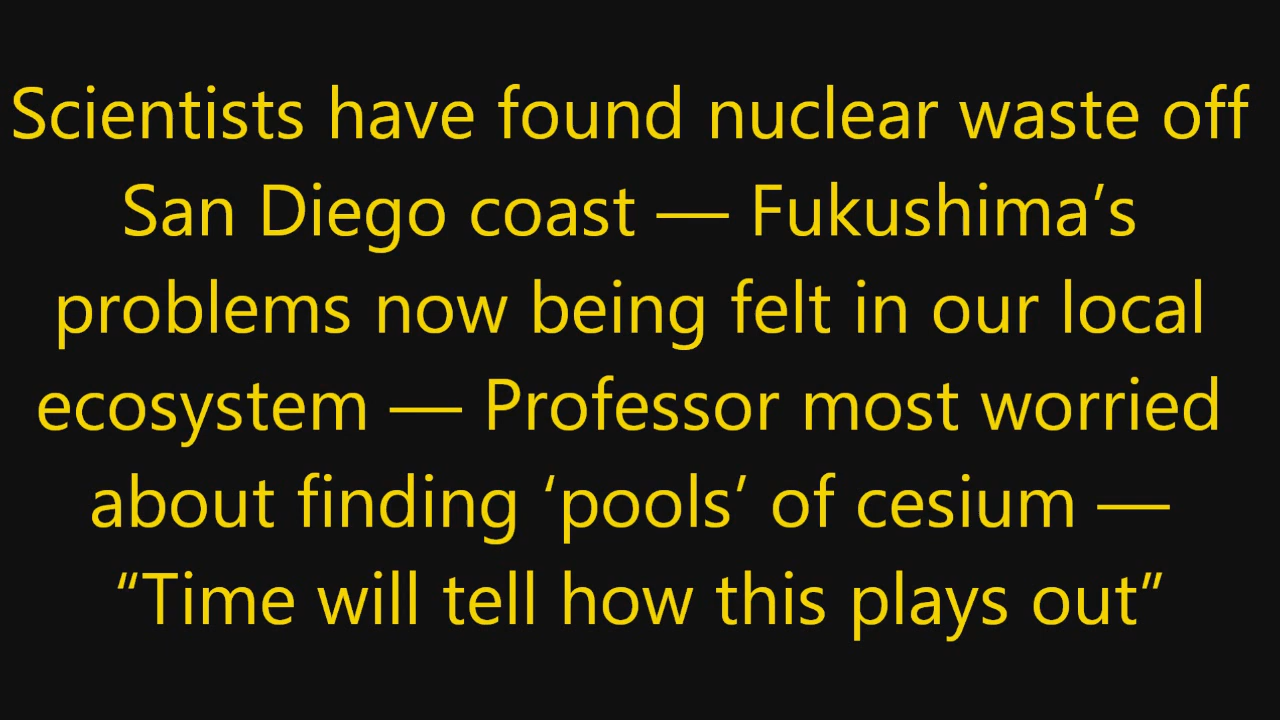 Scientists have found nuclear waste off
San Diego coast — Fukushima’s
problems now being felt in our local
ecosystem — Professor most worried
about finding ‘pools’ of cesium —
“Time will tell how this plays out”